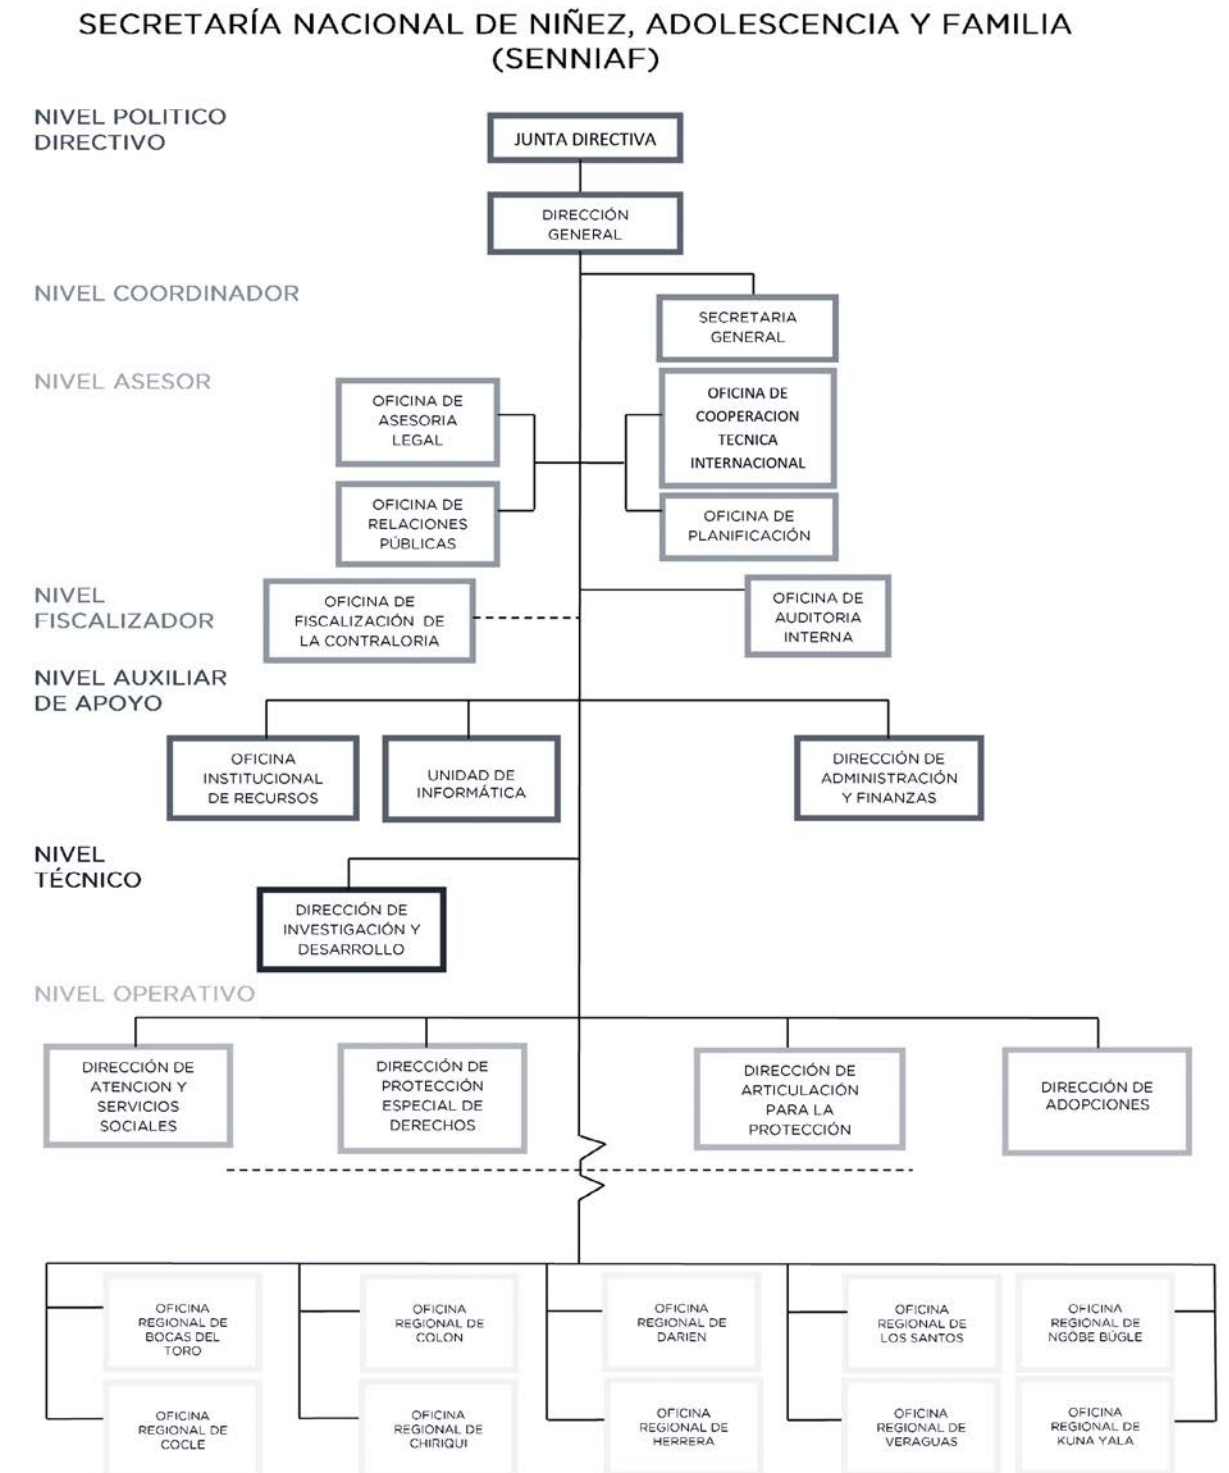 SECRETARÍA NACIONAL DE NIÑEZ, ADOLESCENCIA Y FAMILIA
(SENNIAF)
NIVEL POLITICO
DIRECTIVO
JUNTA DIRECTIVA
DIRECCIÓN
GENERAL
NIVEL COORDINADOR
SECRETARIA
GENERAL
NIVEL ASESOR
OFICINA DE
ASESORIA
LEGAL
OFICINA DE
COOPERACION
TECNICA
INTERNACIONAL
OFICINA DE
RELACIONES
PÚBLICAS
OFICINA DE
PLANIFICACIÓN
NIVEL
FISCALIZADOR
OFICINA DE
FISCALIZACIÓN DE
LA CONTRALORIA
OFICINA DE
AUDITORIA
INTERNA
NIVEL AUXILIAR
DE APOYO
OFICINA
INSTITUCIONAL
DE RECURSOS
UNIDAD DE
INFORMÁTICA
DIRECCIÓN DE
ADMINISTRACIÓN
Y FINANZAS
NIVEL
TÉCNICO
DIRECCIÓN DE
INVESTIGACIÓN Y
DESARROLLO
NIVEL OPERATIVO
DIRECCIÓN DE
ATENCION Y
SERVICIOS
SOCIALES
DIRECCIÓN DE
PROTECCIÓN
ESPECIAL DE
DERECHOS
DIRECCIÓN DE
ARTICULACIÓN
PARA LA
PROTECCIÓN
DIRECCIÓN DE
ADOPCIONES
OFICINA
REGIONAL DE
BOCAS DEL
TORO
OFICINA
REGIONAL DE
COLON
OFICINA
REGIONAL DE
DARIEN
OFICINA
REGIONAL DE
LOS SANTOS
OFICINA
REGIONAL DE
NGÖBE BÚGLE
OFICINA
REGIONAL DE
COCLE
OFICINA
REGIONAL DE
CHIRIQUI
OFICINA
REGIONAL DE
HERRERA
OFICINA
REGIONAL DE
VERAGUAS
OFICINA
REGIONAL DE
KUNA YALA